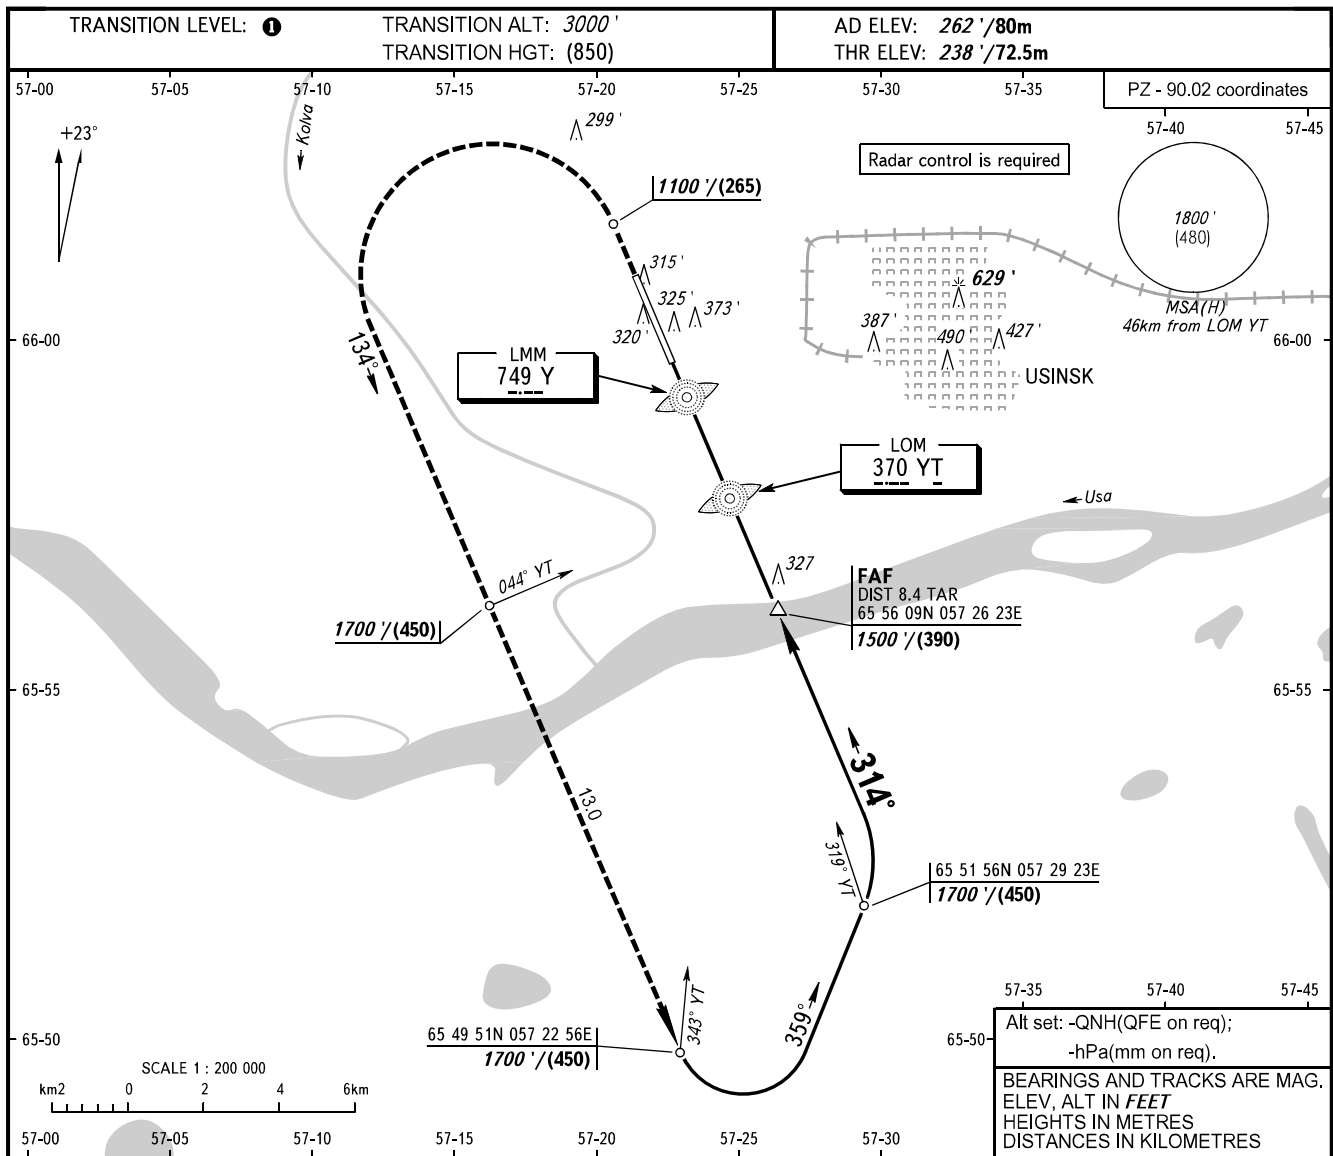 TRANSITION LEVEL: ❶
TRANSITION ALT: 3000 '
TRANSITION HGT: (850)
AD ELEV: 262 '/80m
THR ELEV: 238 '/72.5m
57-00 57-05 57-10 57-15 57-20 57-25 57-30 57-35
PZ - 90.02 coordinates
57-40 57-45
+23°
Kolva
299 '
Radar control is required
1100 '/(265)
1800 '
(480)
MSA(H)
46km from LOM YT
315 '
325 '
373 '
320 '
629 '
387 '
490 '
427 '
USINSK
66-00
66-00
134°
LMM
749 Y
LOM
370 YT
Usa
327
044° YT
FAF
DIST 8.4 TAR
65 56 09N 057 26 23E
1500 '/(390)
1700 '/(450)
65-55
65-55
314°
13.0
319° YT
65 51 56N 057 29 23E
1700 '/(450)
343° YT
359°
65 49 51N 057 22 56E
1700 '/(450)
57-35 57-40 57-45
65-50
65-50
Alt set: -QNH(QFE on req);
-hPa(mm on req).
BEARINGS AND TRACKS ARE MAG.
ELEV, ALT IN FEET
HEIGHTS IN METRES
DISTANCES IN KILOMETRES
SCALE 1 : 200 000
km2 0 2 4 6km
57-00 57-05 57-10 57-15 57-20 57-25 57-30